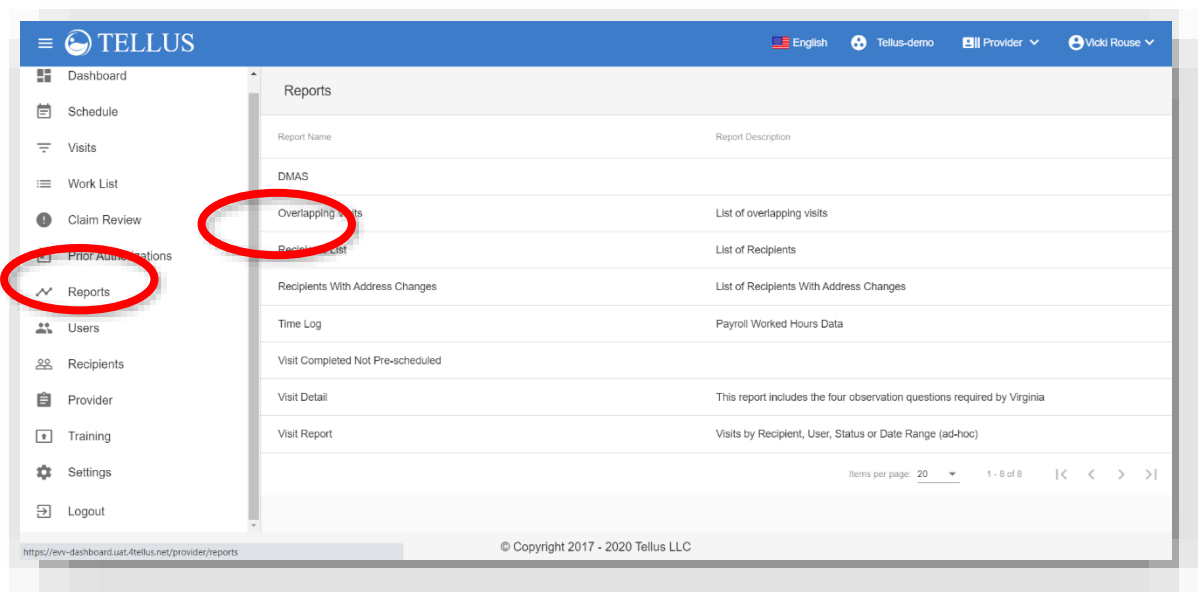 TELLUS
English
Tellus-demo
Provider
Vicki Rouse
Dashboard
Schedule
Visits
Work List
Claim Review
Prior Authorizations
Reports
Users
Recipients
Provider
Training
Settings
Logout
Reports
Report Name Report Description
DMAS
Overlapping Visits List of overlapping visits
Recipients List List of Recipients
Recipients With Address Changes List of Recipients With Address Changes
Time Log Payroll Worked Hours Data
Visit Completed Not Pre-scheduled
Visit Detail This report includes the four observation questions required by Virginia
Visit Report Visits by Recipient, User, Status or Date Range (ad-hoc)
Items per page: 20 1 - 8 of 8
https://evv-dashboard.uat.4tellus.net/provider/reports
© Copyright 2017 - 2020 Tellus LLC